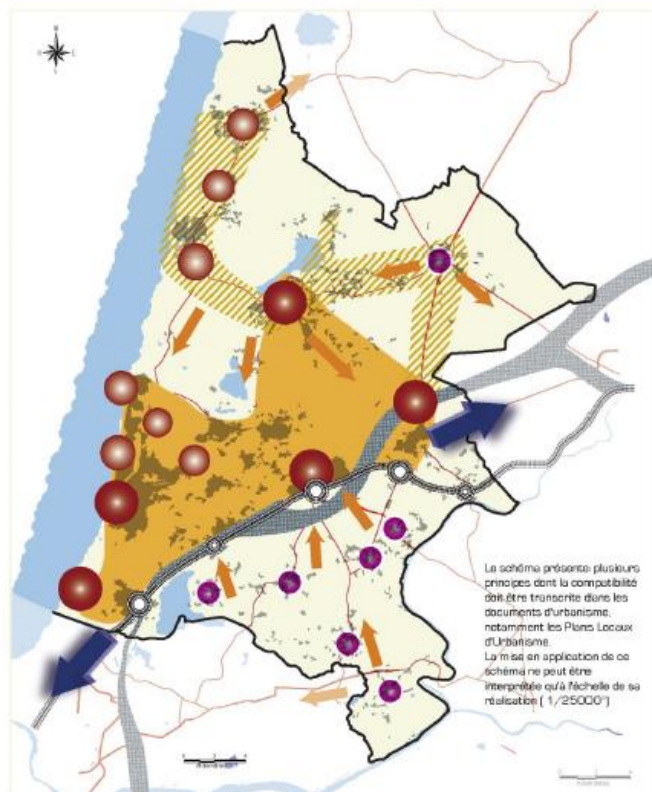 N
Le schéma présente plusieurs
principes dont la compatibilité
doit être transcrite dans les
documents d'urbanisme,
notamment les Plans Locaux
d'Urbanisme.
La mise en application de ce
schéma ne peut être
interprétée qu'à l'échelle de sa
réalisation ( 1/25000°)